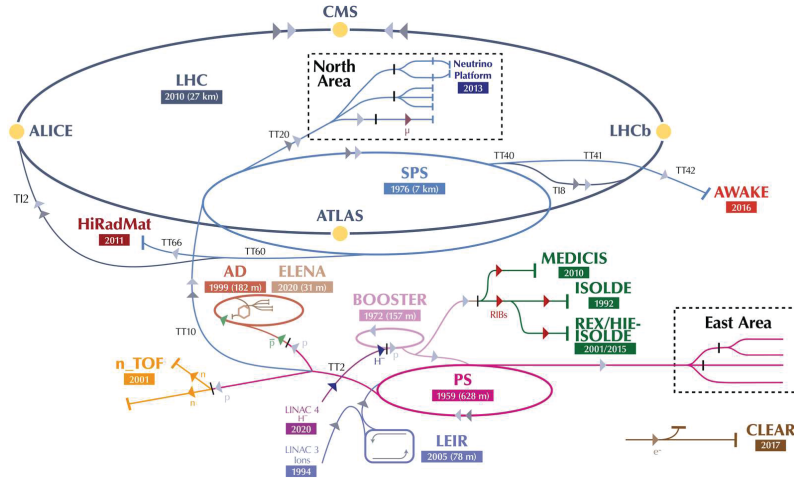 CMS
LHC
2010 (27 km)
North
Area
Neutrino
Platform
2013
μ
ALICE
LHCb
TT20
TT40
TT41
TT42
SPS
1976 (7 km)
TI8
TI2
AWAKE
2016
HiRadMat
2011
ATLAS
TT66
TT60
AD
1999 (182 m)
ELENA
2020 (31 m)
MEDICIS
2010
BOOSTER
1972 (157 m)
ISOLDE
1992
RIBs
REX/HIE-
ISOLDE
2001/2015
East Area
TT10
p
p
p
H⁻
TT2
n_TOF
2001
n
n
p
PS
1959 (628 m)
LINAC 4
H⁻
2020
LINAC 3
Ions
1994
LEIR
2005 (78 m)
CLEAR
2017
e⁻